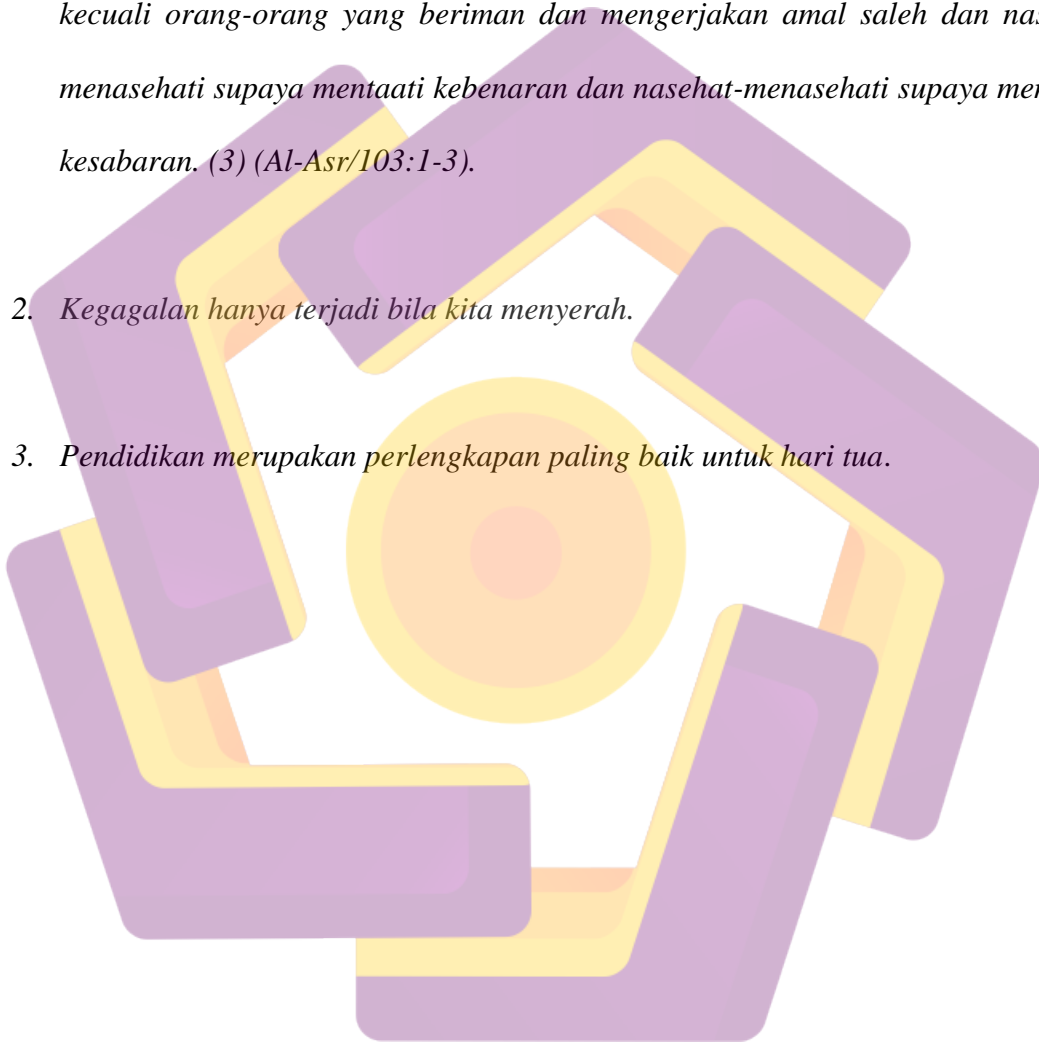 kecuali orang-orang yang beriman dan mengerjakan amal saleh dan
menasehati supaya mentaati kebenaran dan nasehat-menasehati supaya
kesabaran. (3) (Al-Asr/103:1-3).
2. Kegagalan hanya terjadi bila kita menyerah.
3. Pendidikan merupakan perlengkapan paling baik untuk hari tua.